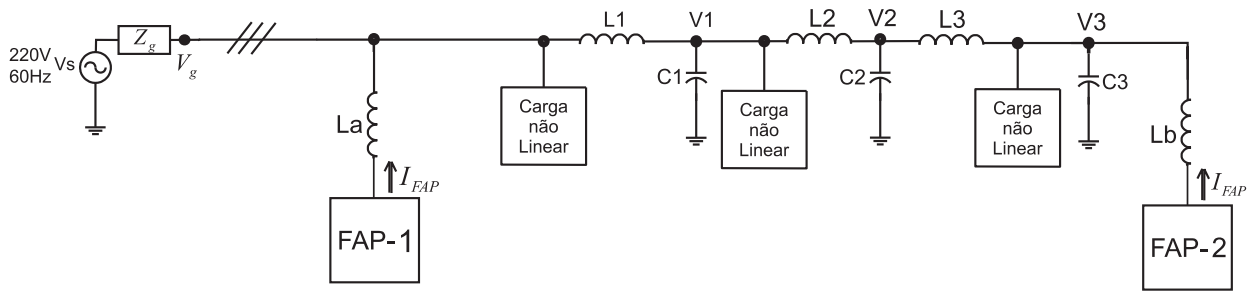 220V
60Hz
Vs
Zg
Vg
La
IFAP
FAP-1
Carga
não
Linear
L1
V1
C1
Carga
não
Linear
L2
V2
C2
L3
Carga
não
Linear
V3
C3
Lb
IFAP
FAP-2